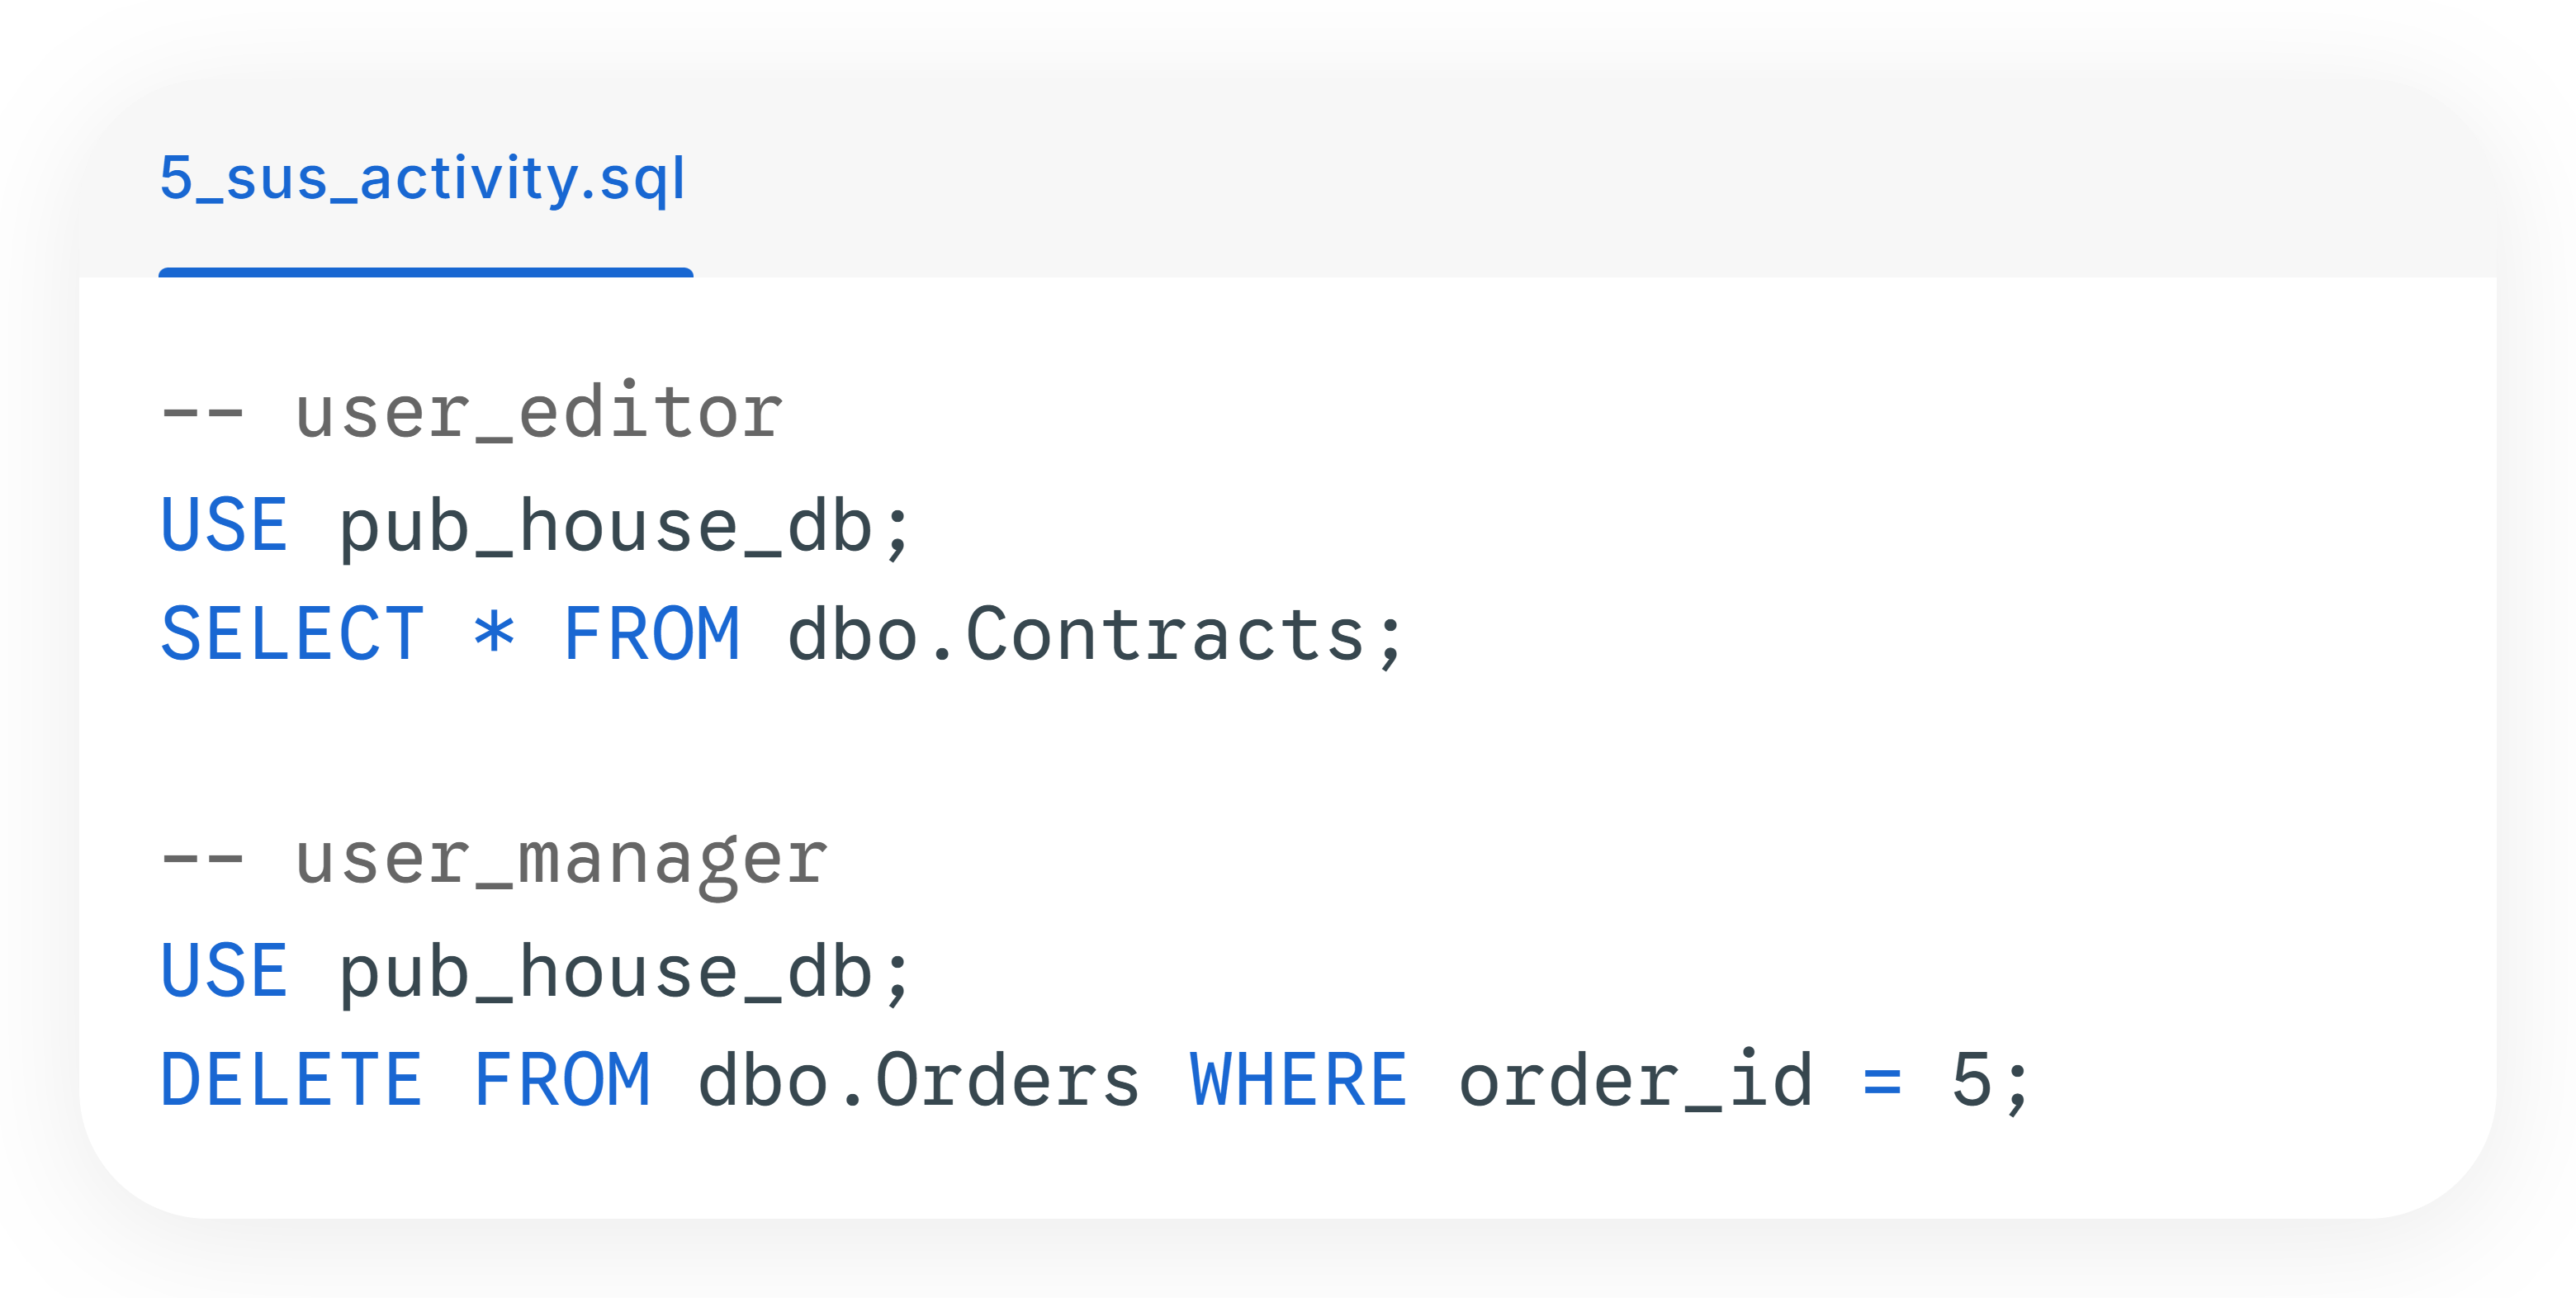 5_sus_activity.sql
-- user_editor
USE pub_house_db;
SELECT * FROM dbo.Contracts;
-- user_manager
USE pub_house_db;
DELETE FROM dbo.Orders WHERE order_id = 5;